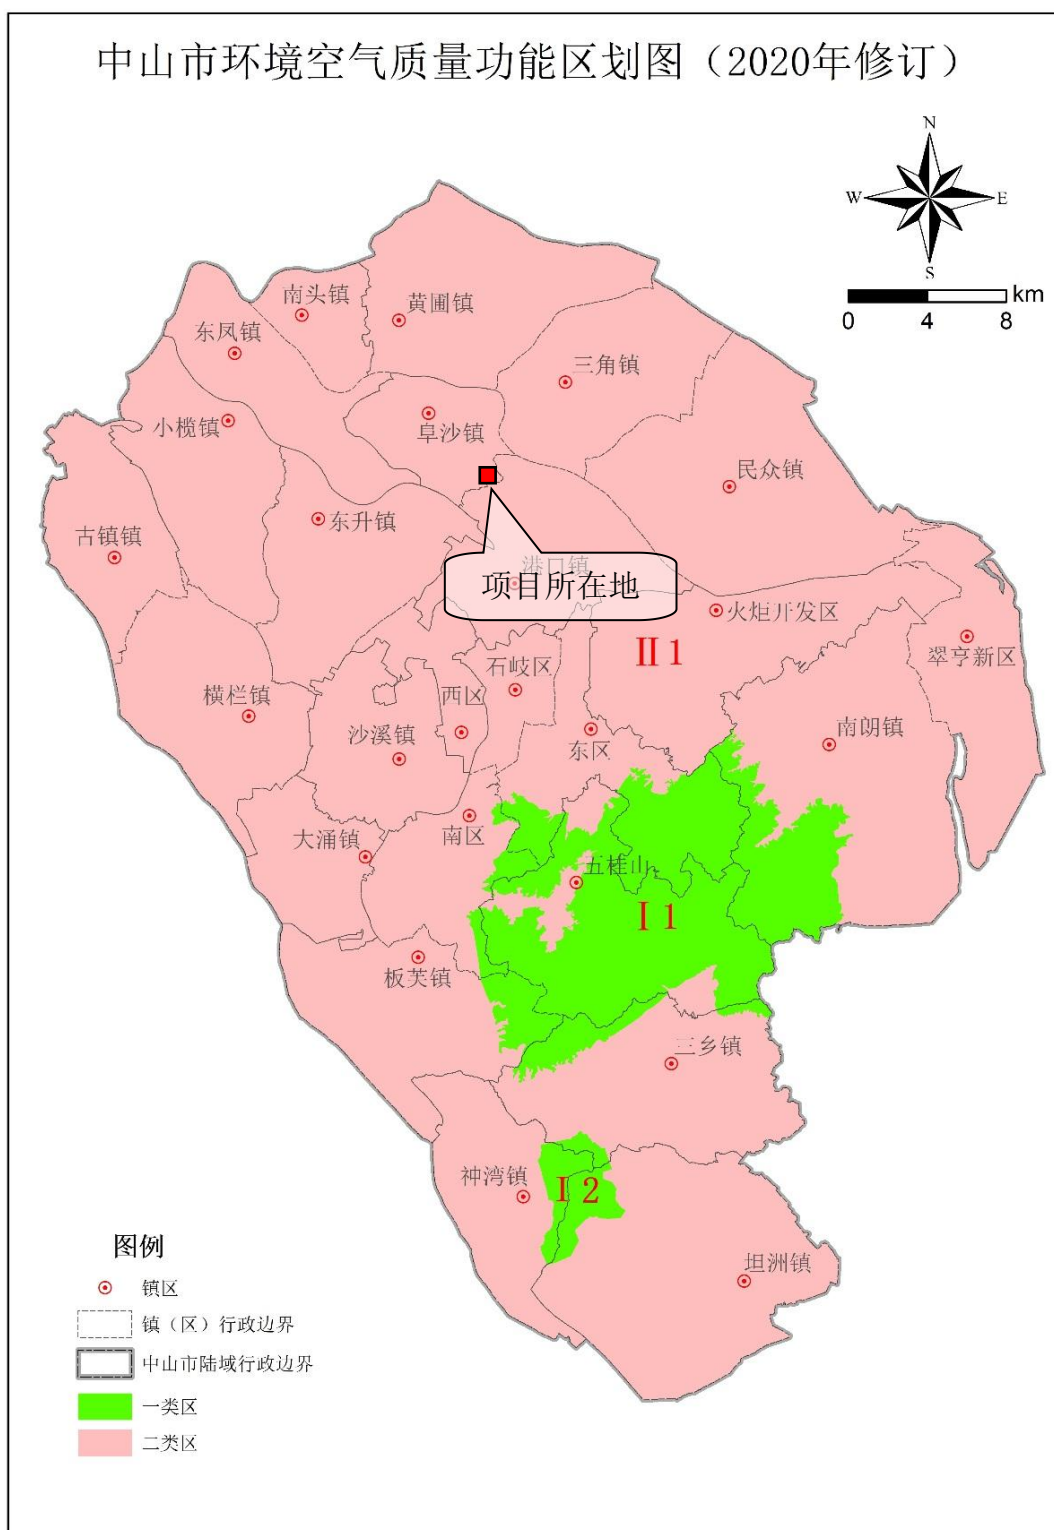 中山市环境空气质量功能区划图（2020年修订）
N
W
E
S
km
0
4
8
南头镇
黄圃镇
东凤镇
三角镇
小榄镇
阜沙镇
民众镇
古镇镇
东升镇
港口镇
项目所在地
火炬开发区
II 1
翠亨新区
石岐区
横栏镇
西区
沙溪镇
东区
南朗镇
大涌镇
南区
五桂山
I 1
板芙镇
三乡镇
神湾镇
I 2
坦洲镇
图例
镇区
镇（区）行政边界
中山市陆域行政边界
一类区
二类区